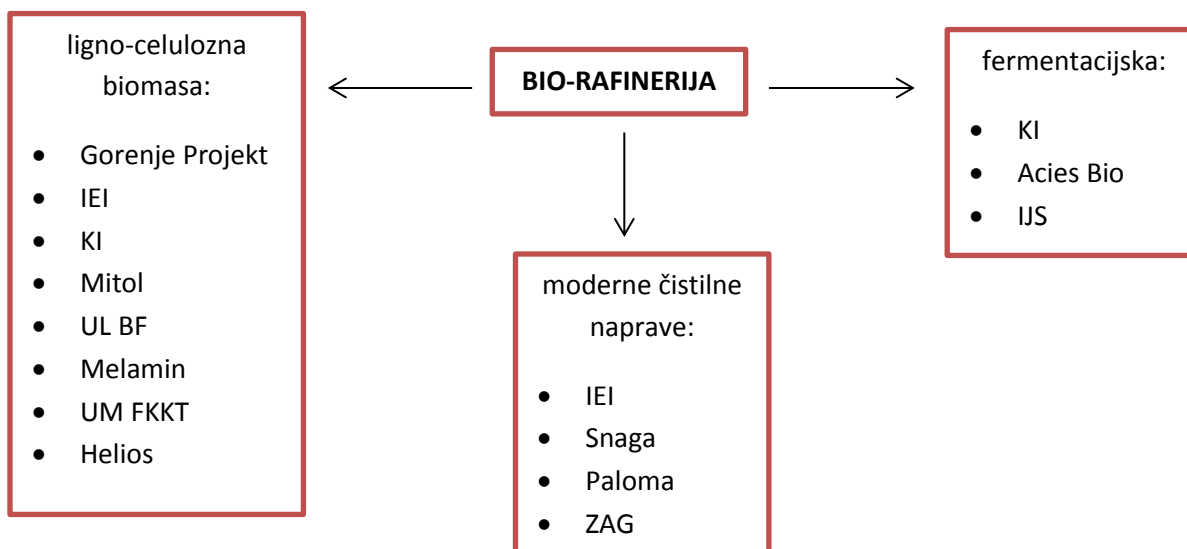 ligno-celulozna
biomasa:
• Gorenje Projekt
• IEI
• KI
• Mitol
• UL BF
• Melamin
• UM FKKT
• Helios
BIO-RAFINERIJA
moderne čistilne
naprave:
• IEI
• Snaga
• Paloma
• ZAG
fermentacijska:
• KI
• Acies Bio
• IJS